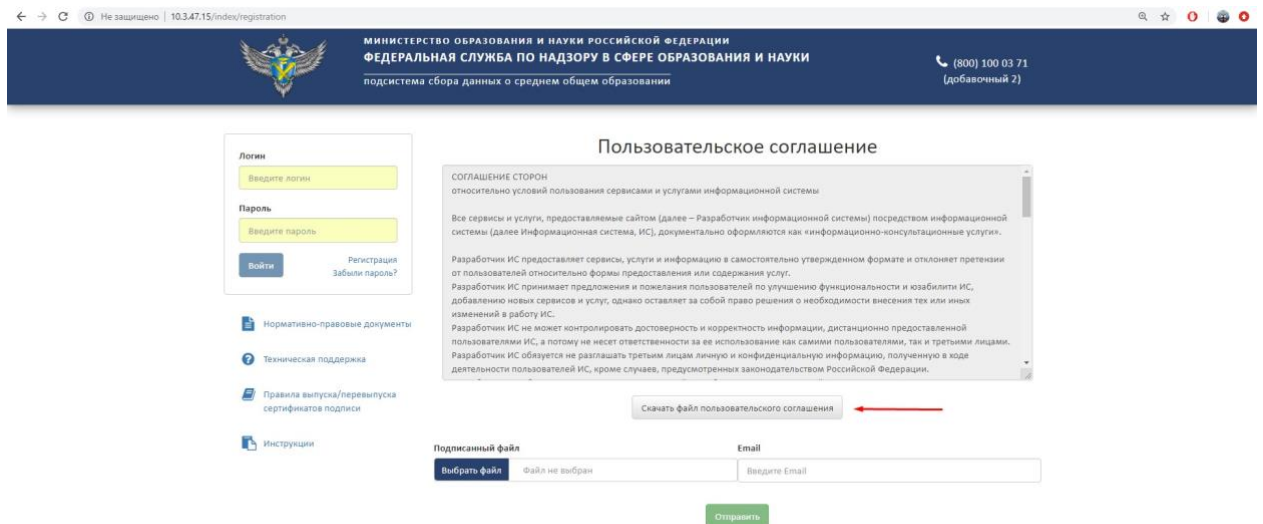 Не защищено | 10.3.47.15/index/registration
МИНИСТЕРСТВО ОБРАЗОВАНИЯ И НАУКИ РОССИЙСКОЙ ФЕДЕРАЦИИ
ФЕДЕРАЛЬНАЯ СЛУЖБА ПО НАДЗОРУ В СФЕРЕ ОБРАЗОВАНИЯ И НАУКИ
подсистема сбора данных о среднем общем образовании
(800) 100 03 71
(добавочный 2)
Логин
Введите логин
Пароль
Введите пароль
Войти
Регистрация
Забыли пароль?
Нормативно-правовые документы
Техническая поддержка
Правила выпуска/перевыпуска
сертификатов подписи
Инструкции
Пользовательское соглашение
СОГЛАШЕНИЕ СТОРОН
относительно условий пользования сервисами и услугами информационной системы
Все сервисы и услуги, предоставляемые сайтом (далее – Разработчик информационной системы) посредством информационной
системы (далее Информационная система, ИС), документально оформляются как «информационно-консультационные услуги».
Разработчик ИС предоставляет сервисы, услуги и информацию в самостоятельно утвержденном формате и отклоняет претензии
от пользователей относительно формы предоставления или содержания услуг.
Разработчик ИС принимает предложения и пожелания пользователей по улучшению функциональности и юзабилити ИС,
добавлению новых сервисов и услуг, однако оставляет за собой право решения о необходимости внесения тех или иных
изменений в работу ИС.
Разработчик ИС не может контролировать достоверность и корректность информации, дистанционно предоставленной
пользователями ИС, а потому не несет ответственности за ее использование как самими пользователями, так и третьими лицами.
Разработчик ИС обязуется не разглашать третьим лицам личную и конфиденциальную информацию, полученную в ходе
деятельности пользователей ИС, кроме случаев, предусмотренных законодательством Российской Федерации.
Скачать файл пользовательского соглашения
Подписанный файл
Выбрать файл
Файл не выбран
Email
Введите Email
Отправить